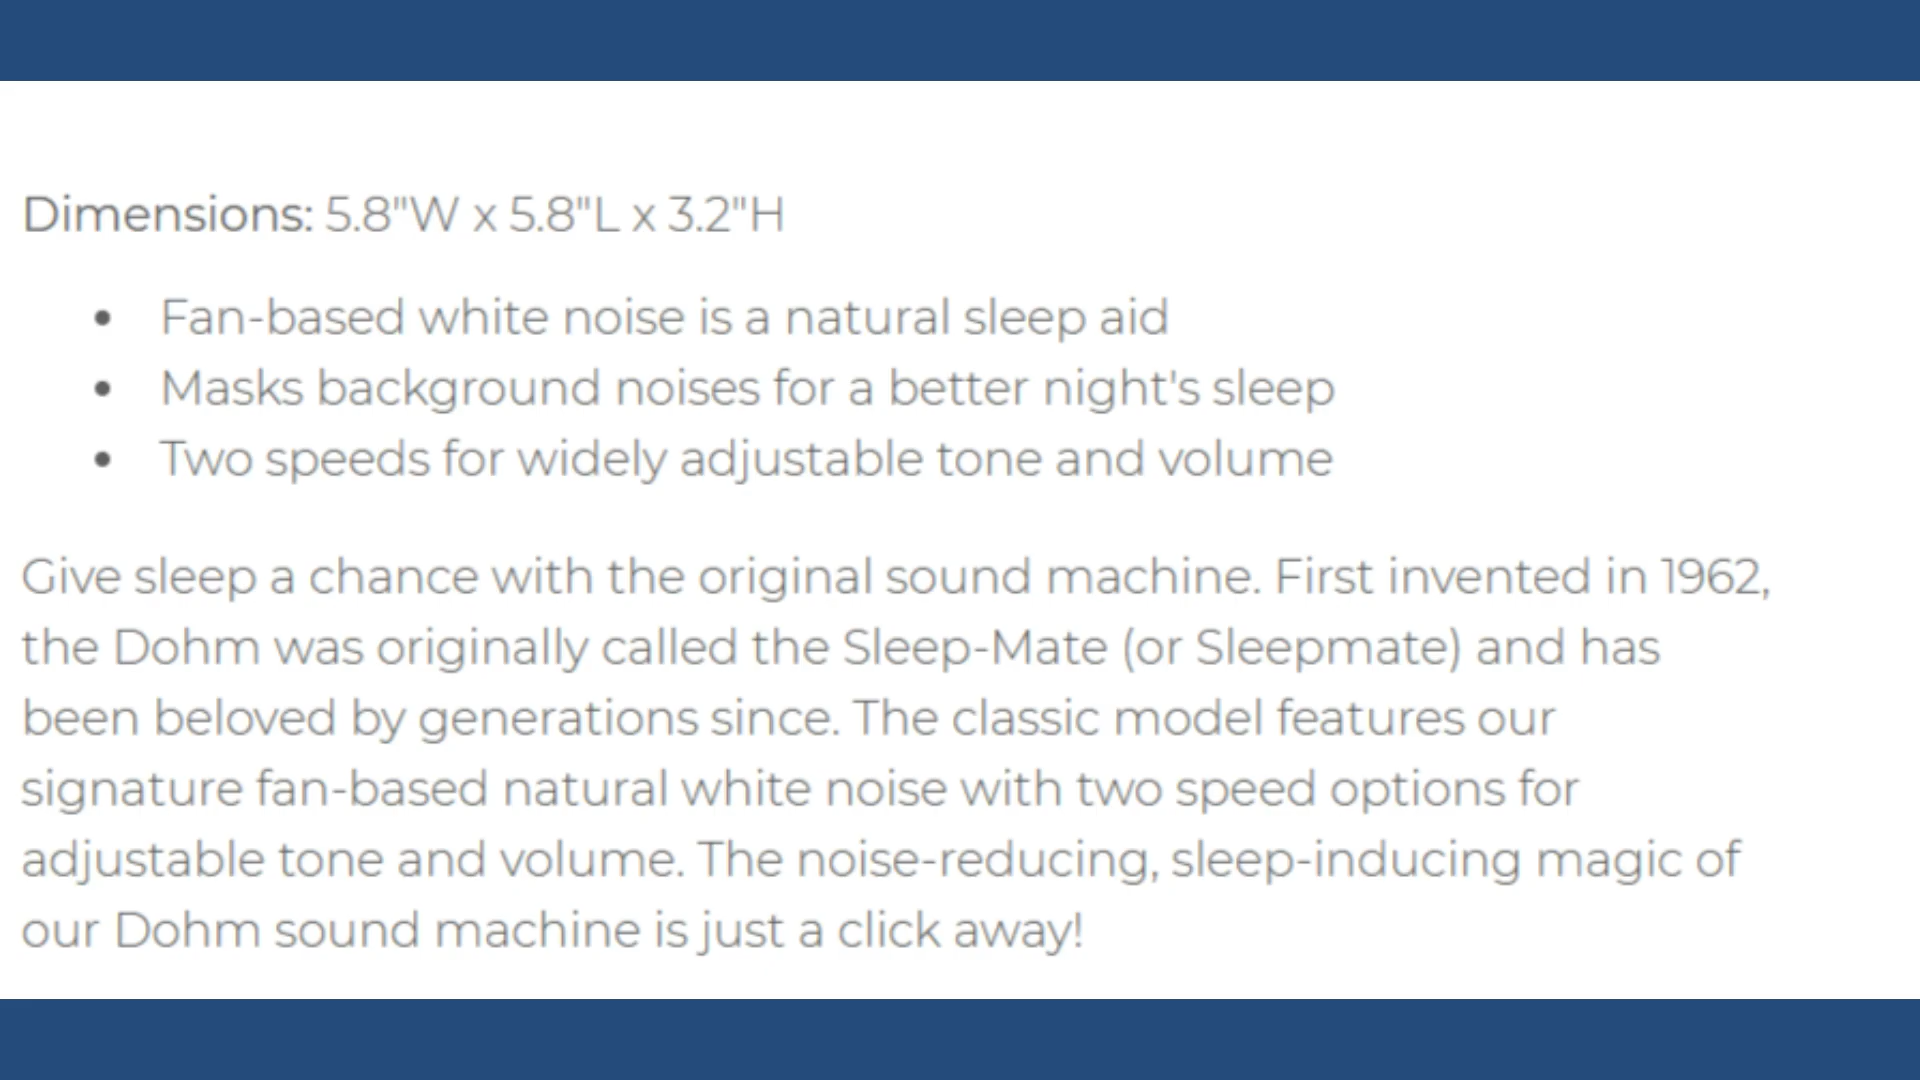 Dimensions: 5.8"W x 5.8"L x 3.2"H
• Fan-based white noise is a natural sleep aid
• Masks background noises for a better night's sleep
• Two speeds for widely adjustable tone and volume
Give sleep a chance with the original sound machine. First invented in 1962,
the Dohm was originally called the Sleep-Mate (or Sleepmate) and has
been beloved by generations since. The classic model features our
signature fan-based natural white noise with two speed options for
adjustable tone and volume. The noise-reducing, sleep-inducing magic of
our Dohm sound machine is just a click away!